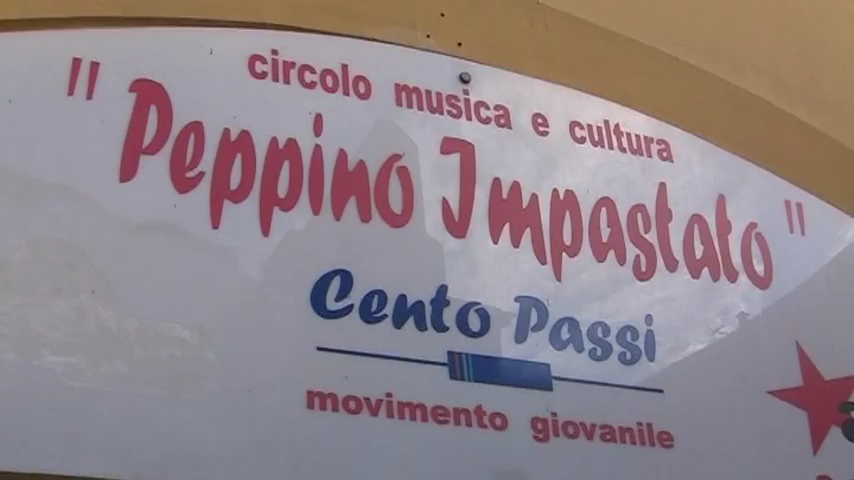 circolo musica e cultura
"Peppino Impastato"
Cento Passi
movimento giovanile